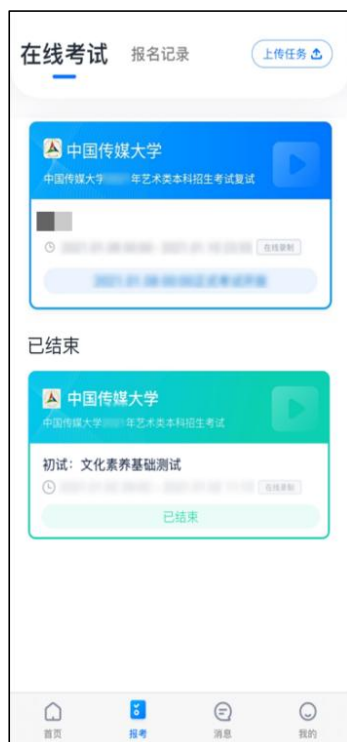 在线考试 报名记录 上传任务
中国传媒大学
中国传媒大学 年艺术类本科招生考试复试
在线录制
已结束
中国传媒大学
中国传媒大学 年艺术类本科招生考试
初试：文化素养基础测试
在线录制
已结束
首页 报考 消息 我的